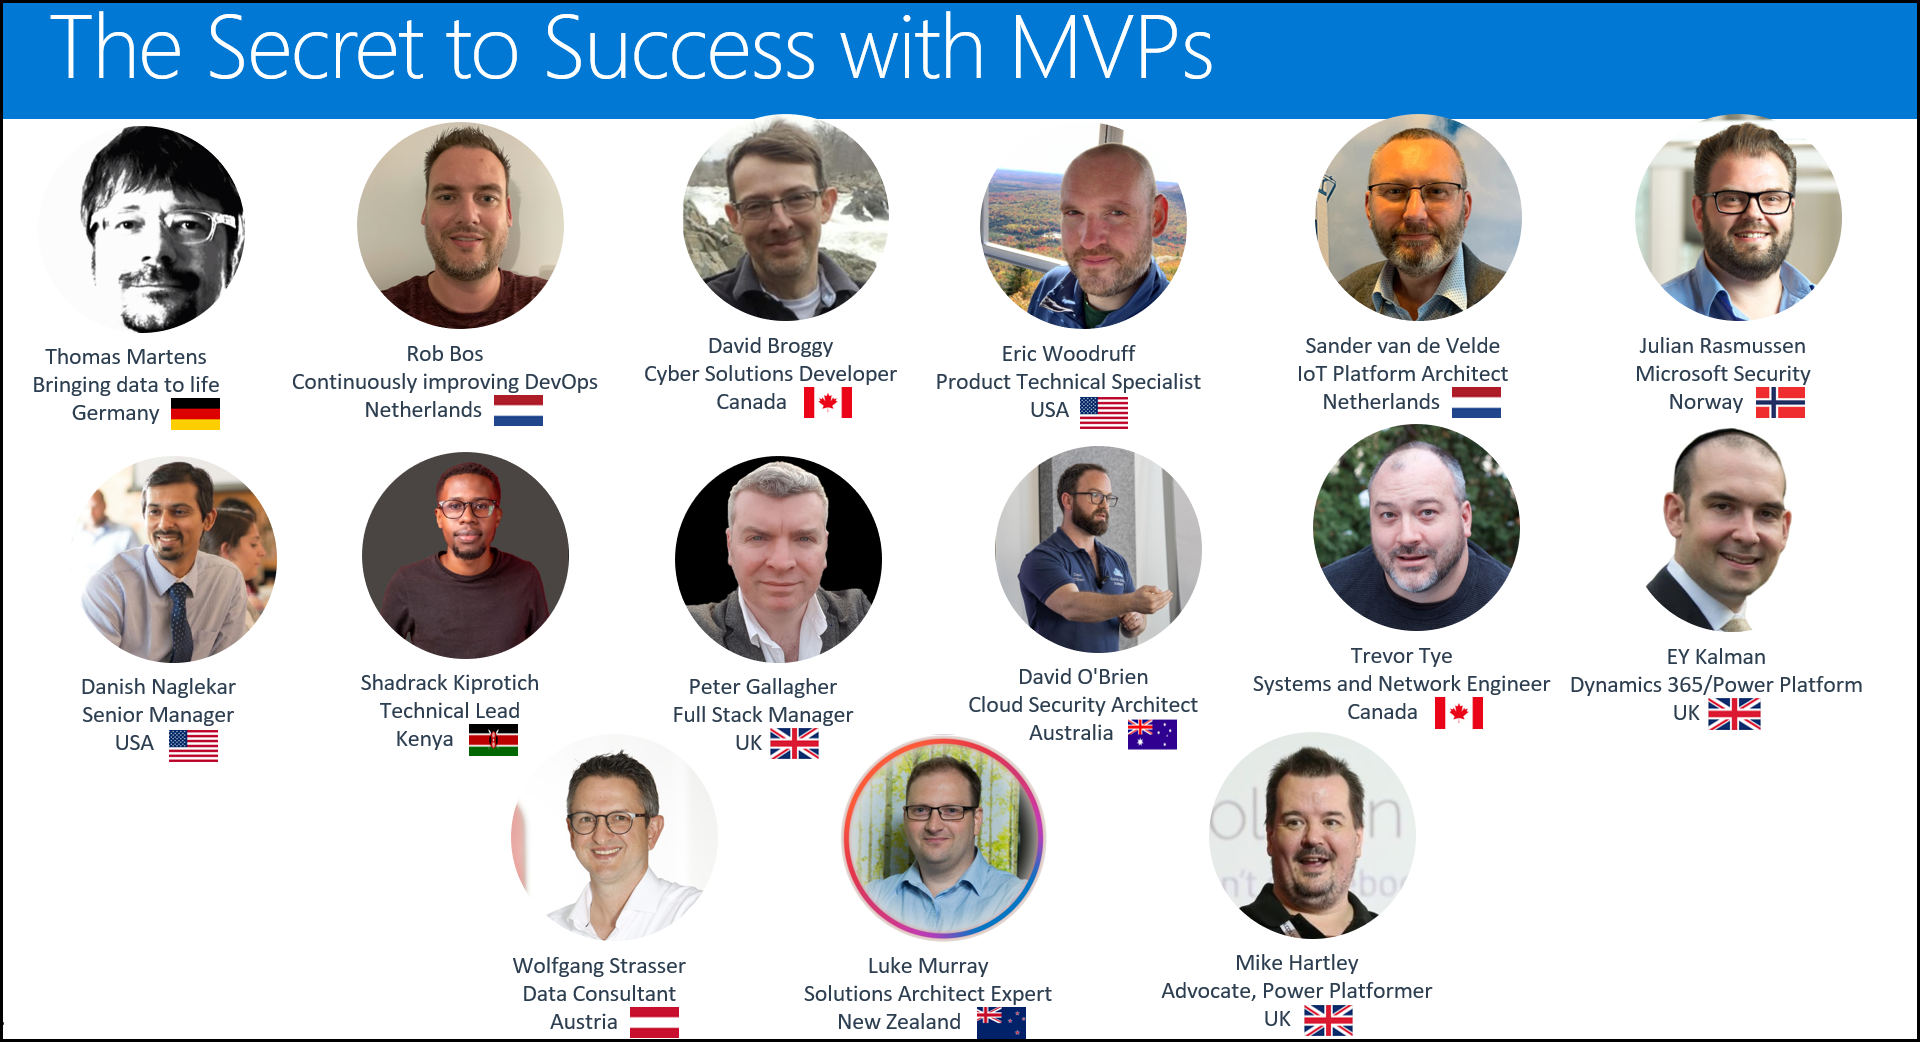 The Secret to Success with MVPs
Thomas Martens
Bringing data to life
Germany
Rob Bos
Continuously improving DevOps
Netherlands
David Broggy
Cyber Solutions Developer
Canada
Eric Woodruff
Product Technical Specialist
USA
Sander van de Velde
IoT Platform Architect
Netherlands
Julian Rasmussen
Microsoft Security
Norway
Danish Naglekar
Senior Manager
USA
Shadrack Kiprotich
Technical Lead
Kenya
Peter Gallagher
Full Stack Manager
UK
David O'Brien
Cloud Security Architect
Australia
Trevor Tye
Systems and Network Engineer
Canada
EY Kalman
Dynamics 365/Power Platform
UK
Wolfgang Strasser
Data Consultant
Austria
Luke Murray
Solutions Architect Expert
New Zealand
Mike Hartley
Advocate, Power Platformer
UK